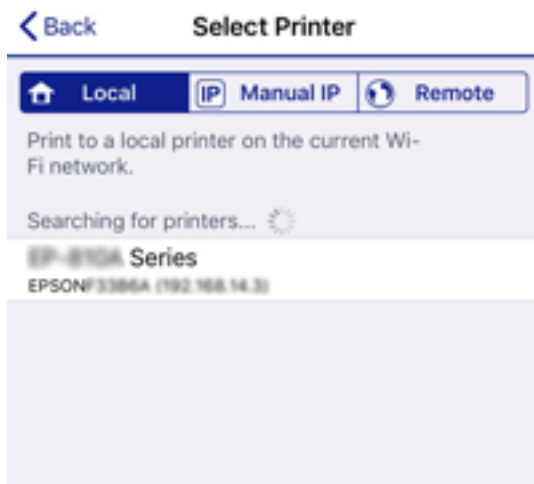 Back
Select Printer
Local
IP Manual IP
Remote
Print to a local printer on the current Wi-
Fi network.
Searching for printers...
Series
EPSON